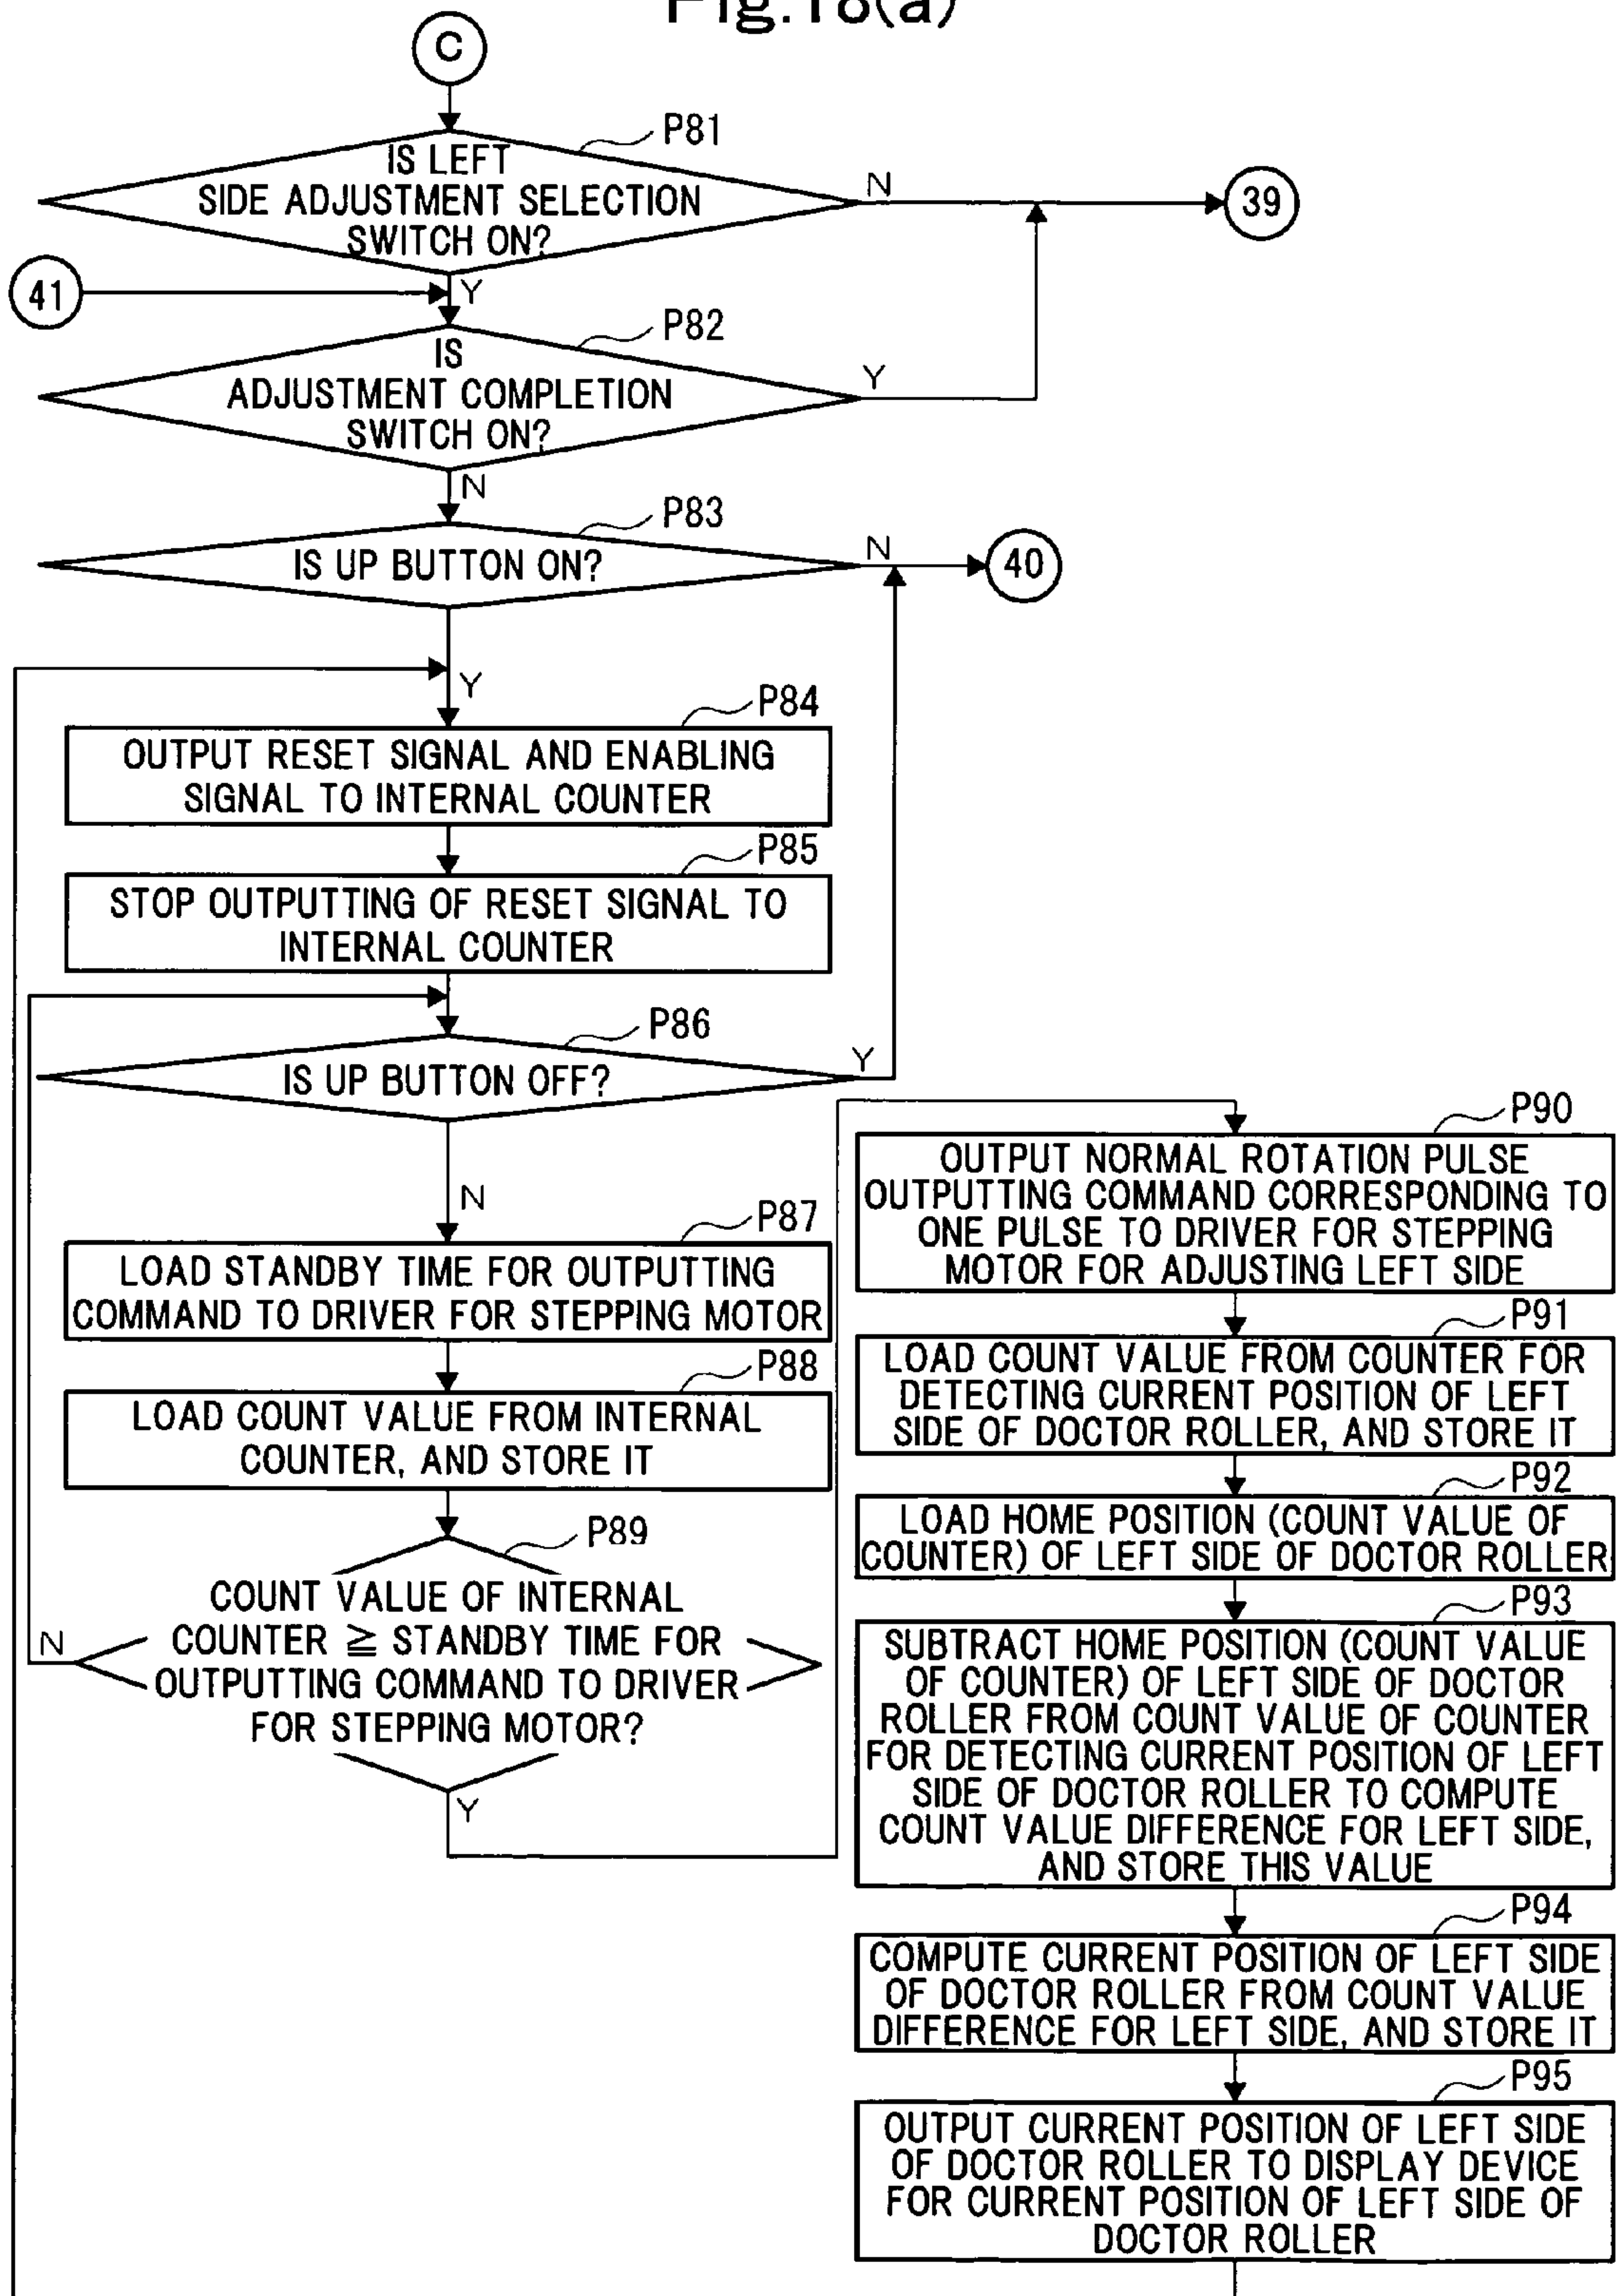 Fig.18(a)
C
P81
IS LEFT
SIDE ADJUSTMENT SELECTION
SWITCH ON?
N
39
41
Y
P82
IS
ADJUSTMENT COMPLETION
SWITCH ON?
Y
N
P83
IS UP BUTTON ON?
N
40
Y
P84
OUTPUT RESET SIGNAL AND ENABLING
SIGNAL TO INTERNAL COUNTER
P85
STOP OUTPUTTING OF RESET SIGNAL TO
INTERNAL COUNTER
P86
IS UP BUTTON OFF?
Y
N
P87
LOAD STANDBY TIME FOR OUTPUTTING
COMMAND TO DRIVER FOR STEPPING MOTOR
P88
LOAD COUNT VALUE FROM INTERNAL
COUNTER, AND STORE IT
P89
COUNT VALUE OF INTERNAL
COUNTER ≧ STANDBY TIME FOR
OUTPUTTING COMMAND TO DRIVER
FOR STEPPING MOTOR?
N
Y
P90
OUTPUT NORMAL ROTATION PULSE
OUTPUTTING COMMAND CORRESPONDING TO
ONE PULSE TO DRIVER FOR STEPPING
MOTOR FOR ADJUSTING LEFT SIDE
P91
LOAD COUNT VALUE FROM COUNTER FOR
DETECTING CURRENT POSITION OF LEFT
SIDE OF DOCTOR ROLLER, AND STORE IT
P92
LOAD HOME POSITION (COUNT VALUE OF
COUNTER) OF LEFT SIDE OF DOCTOR ROLLER
P93
SUBTRACT HOME POSITION (COUNT VALUE
OF COUNTER) OF LEFT SIDE OF DOCTOR
ROLLER FROM COUNT VALUE OF COUNTER
FOR DETECTING CURRENT POSITION OF LEFT
SIDE OF DOCTOR ROLLER TO COMPUTE
COUNT VALUE DIFFERENCE FOR LEFT SIDE,
AND STORE THIS VALUE
P94
COMPUTE CURRENT POSITION OF LEFT SIDE
OF DOCTOR ROLLER FROM COUNT VALUE
DIFFERENCE FOR LEFT SIDE, AND STORE IT
P95
OUTPUT CURRENT POSITION OF LEFT SIDE
OF DOCTOR ROLLER TO DISPLAY DEVICE
FOR CURRENT POSITION OF LEFT SIDE OF
DOCTOR ROLLER